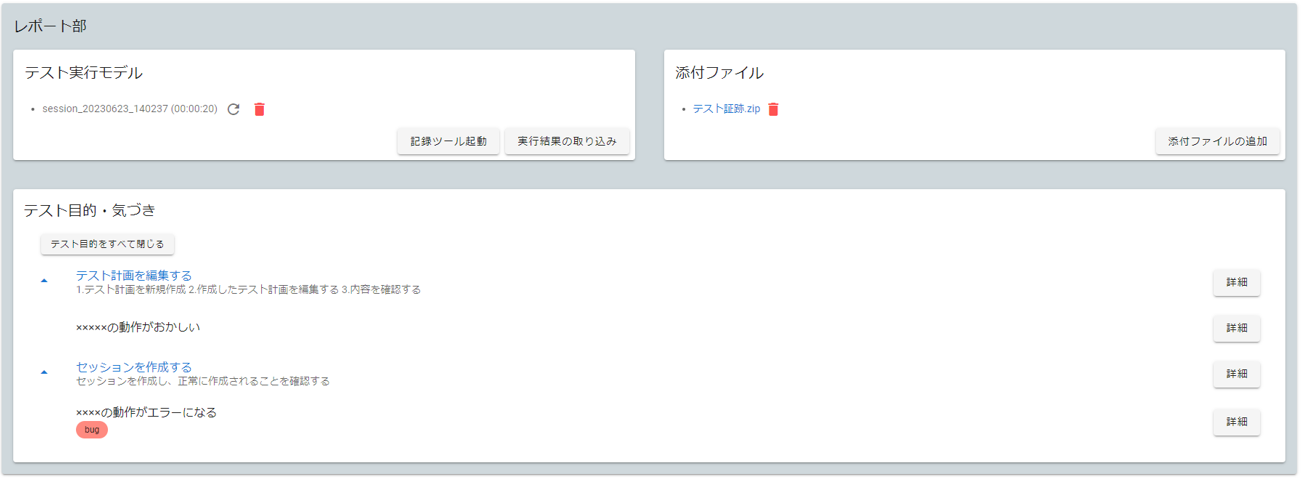 レポート部
テスト実行モデル
session_20230623_140237 (00:00:20)
記録ツール起動
実行結果の取り込み
添付ファイル
テスト証跡.zip
添付ファイルの追加
テスト目的・気づき
テスト目的をすべて閉じる
テスト計画を編集する
1.テスト計画を新規作成 2.作成したテスト計画を編集する 3.内容を確認する
詳細
×××××の動作がおかしい
詳細
セッションを作成する
セッションを作成し、正常に作成されることを確認する
詳細
××××の動作がエラーになる
bug
詳細